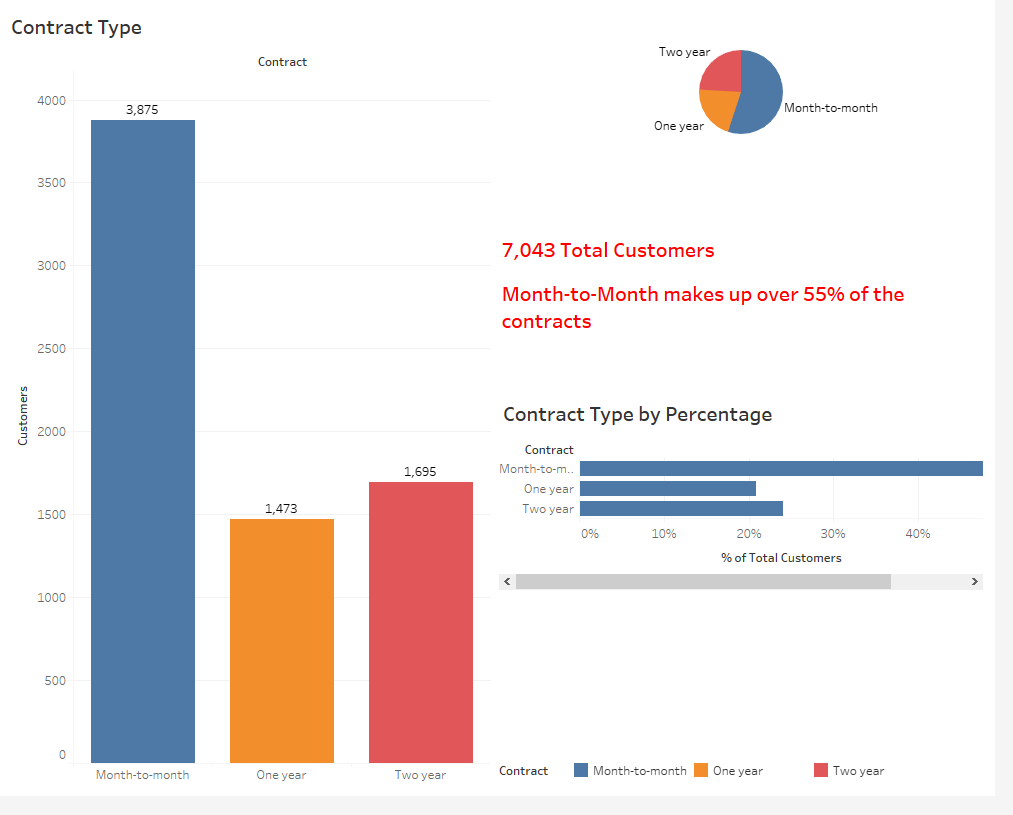 Contract Type
Contract
4000
3500
3000
2500
2000
1500
1000
500
0
Customers
3,875
1,473
1,695
Month-to-month
One year
Two year
Two year
Month-to-month
One year
7,043 Total Customers
Month-to-Month makes up over 55% of the
contracts
Contract Type by Percentage
Contract
Month-to-m..
One year
Two year
0% 10% 20% 30% 40%
% of Total Customers
Contract Month-to-month One year Two year